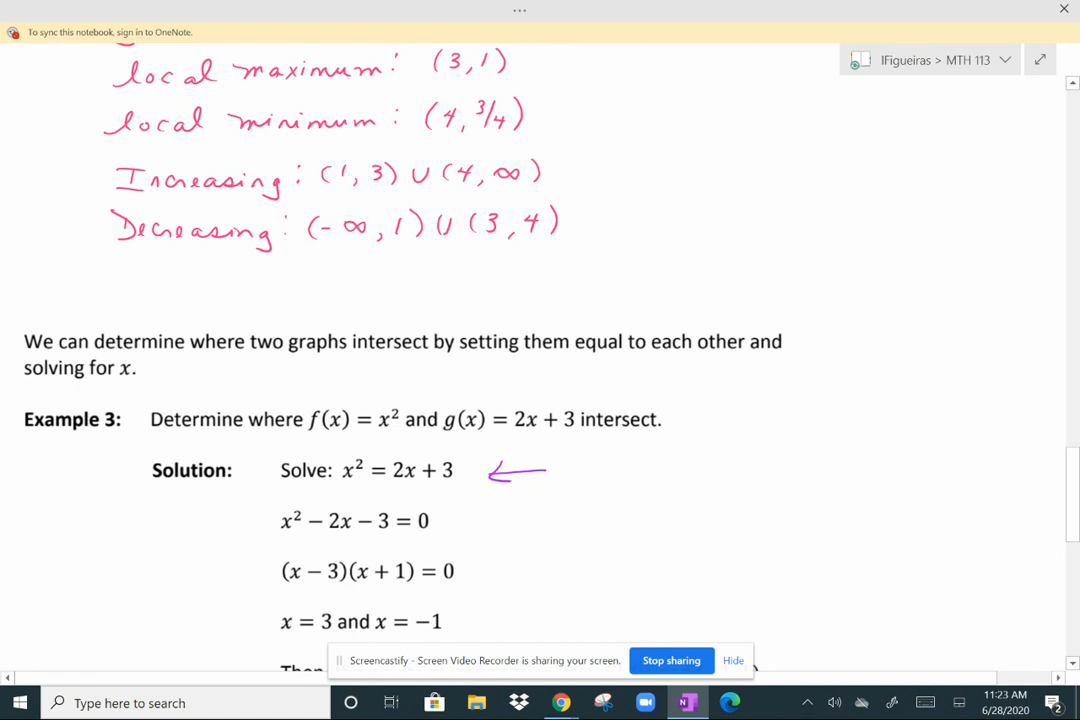 To sync this notebook, sign in to OneNote.
IFigueiras > MTH 113
local maximum: (3,1)
local minimum: (4, 3/4)
Increasing: (1, 3) ∪ (4, ∞)
Decreasing: (-∞, 1) ∪ (3, 4)
We can determine where two graphs intersect by setting them equal to each other and
solving for x.
Example 3: Determine where f(x) = x² and g(x) = 2x + 3 intersect.
Solution: Solve: x² = 2x + 3
x² − 2x − 3 = 0
(x − 3)(x + 1) = 0
x = 3 and x = −1
Screencastify - Screen Video Recorder is sharing your screen. Stop sharing Hide
Type here to search
11:23 AM
6/28/2020
2